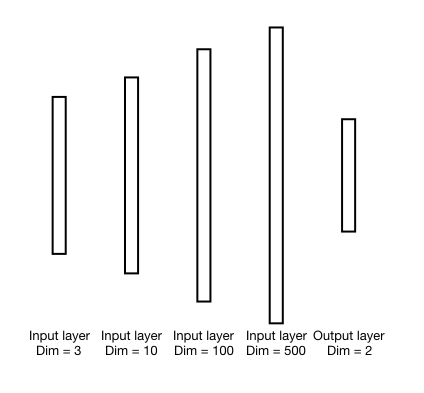 Input layer Input layer Input layer Input layer Output layer
Dim = 3 Dim = 10 Dim = 100 Dim = 500 Dim = 2